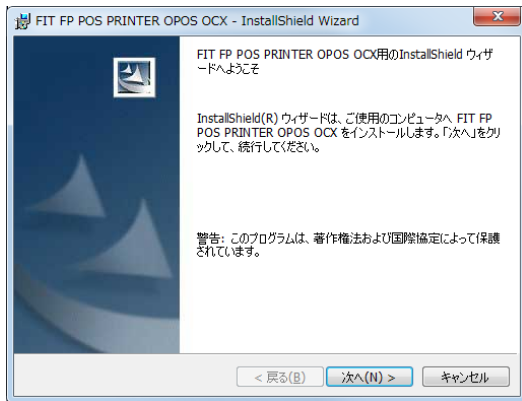 FIT FP POS PRINTER OPOS OCX - InstallShield Wizard
FIT FP POS PRINTER OPOS OCX用のInstallShield ウィザ
ードへようこそ
InstallShield(R) ウィザードは、ご使用のコンピュータへ FIT FP
POS PRINTER OPOS OCX をインストールします。「次へ」をクリ
ックして、続行してください。
警告: このプログラムは、著作権法および国際協定によって保護
されています。
< 戻る(B)
次へ(N) >
キャンセル